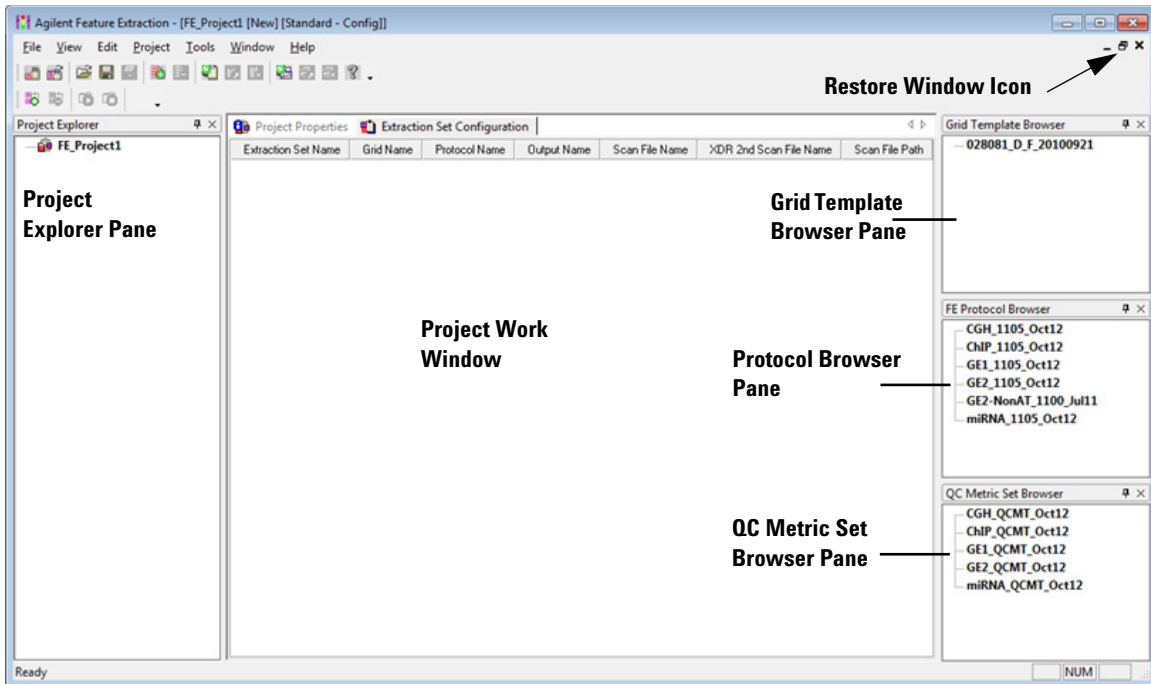 Agilent Feature Extraction - [FE_Project1 [New] [Standard - Config]]
File View Edit Project Tools Window Help
Restore Window Icon
Project Explorer
FE_Project1
Project
Explorer Pane
Project Properties Extraction Set Configuration
Extraction Set Name Grid Name Protocol Name Output Name Scan File Name XDR 2nd Scan File Name Scan File Path
Project Work
Window
Grid Template Browser
028081_D_F_20100921
Grid Template
Browser Pane
FE Protocol Browser
CGH_1105_Oct12
ChIP_1105_Oct12
GE1_1105_Oct12
GE2_1105_Oct12
GE2-NonAT_1100_Jul11
miRNA_1105_Oct12
Protocol Browser
Pane
QC Metric Set Browser
CGH_QCMT_Oct12
ChIP_QCMT_Oct12
GE1_QCMT_Oct12
GE2_QCMT_Oct12
miRNA_QCMT_Oct12
QC Metric Set
Browser Pane
Ready
NUM